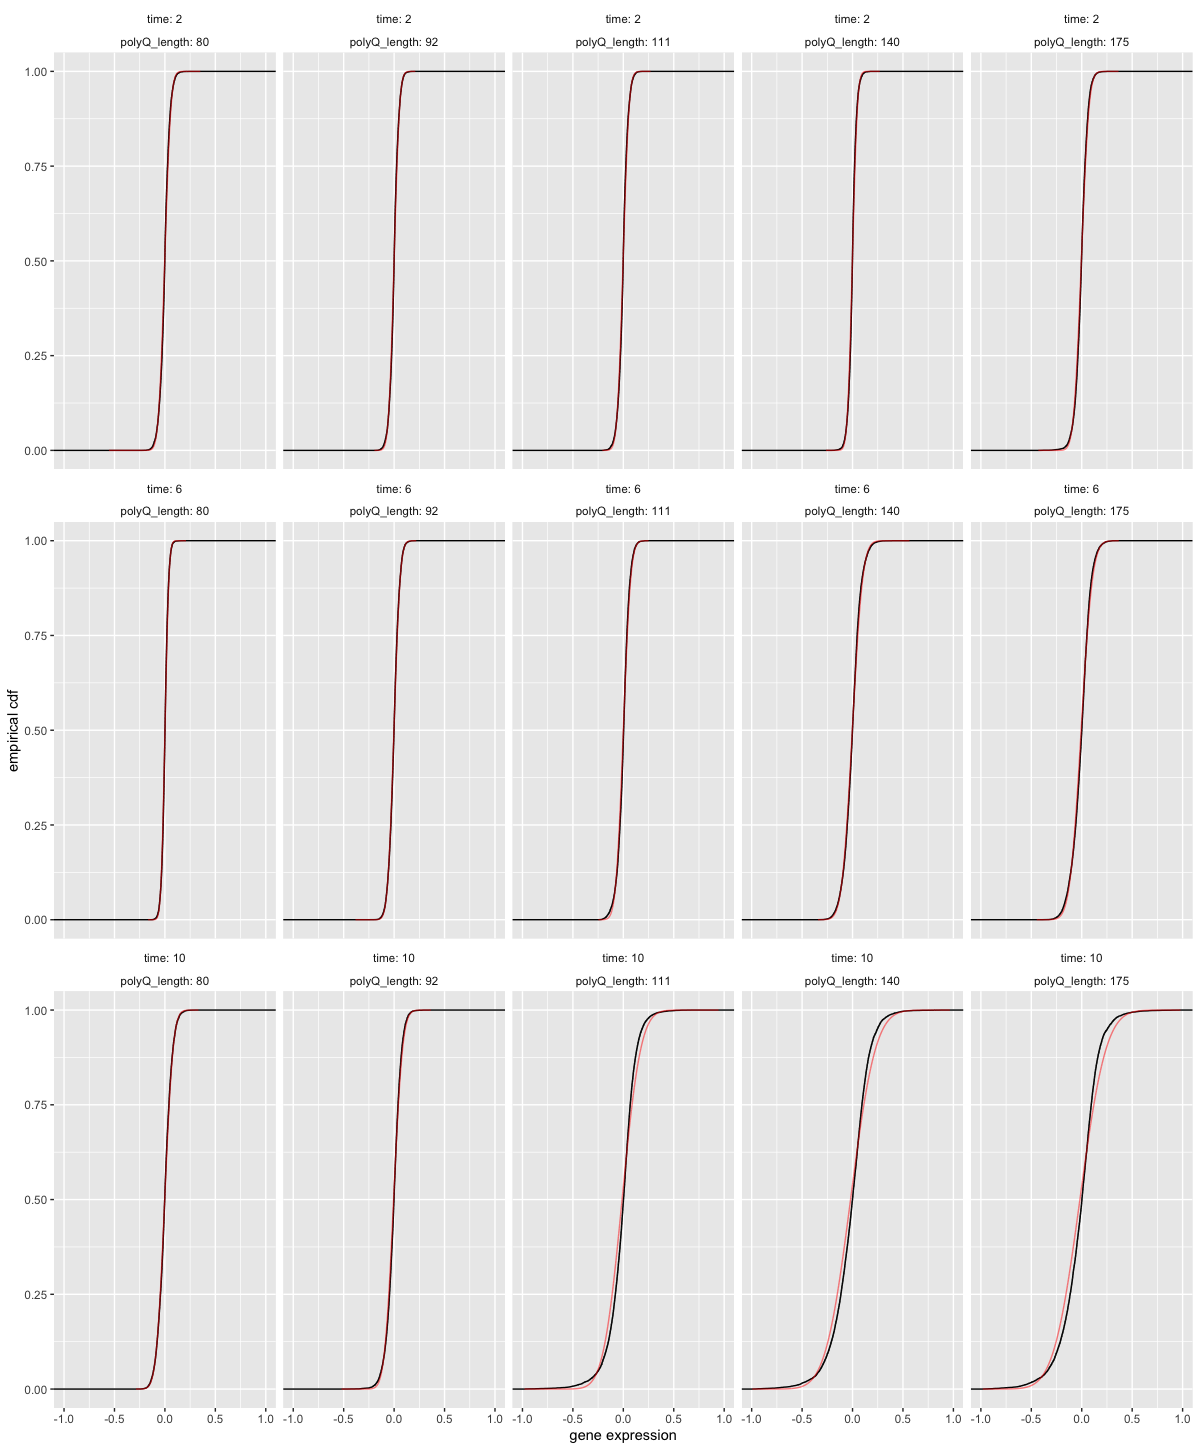 time: 2 time: 2 time: 2 time: 2 time: 2
polyQ_length: 80 polyQ_length: 92 polyQ_length: 111 polyQ_length: 140 polyQ_length: 175
1.00
0.75
0.50
0.25
0.00
time: 6 time: 6 time: 6 time: 6 time: 6
polyQ_length: 80 polyQ_length: 92 polyQ_length: 111 polyQ_length: 140 polyQ_length: 175
1.00
0.75
empirical cdf
0.50
0.25
0.00
time: 10 time: 10 time: 10 time: 10 time: 10
polyQ_length: 80 polyQ_length: 92 polyQ_length: 111 polyQ_length: 140 polyQ_length: 175
1.00
0.75
0.50
0.25
0.00
-1.0 -0.5 0.0 0.5 1.0 -1.0 -0.5 0.0 0.5 1.0 -1.0 -0.5 0.0 0.5 1.0 -1.0 -0.5 0.0 0.5 1.0 -1.0 -0.5 0.0 0.5 1.0
gene expression